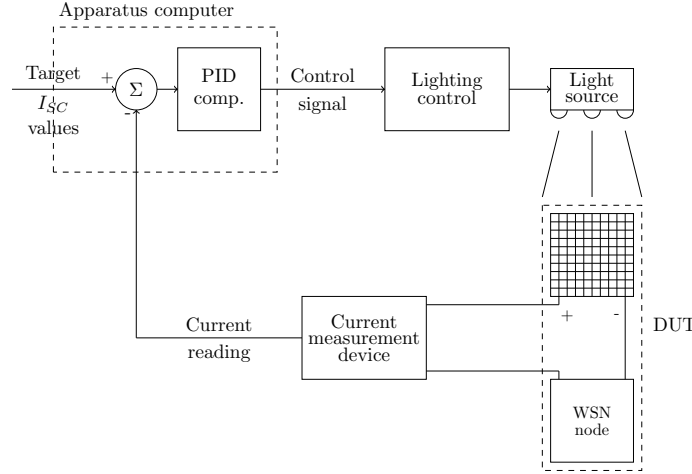 Apparatus computer
Target
I_SC
values
+
-
Σ
PID
comp.
Control
signal
Lighting
control
Light
source
Current
reading
Current
measurement
device
+
-
DUT
WSN
node